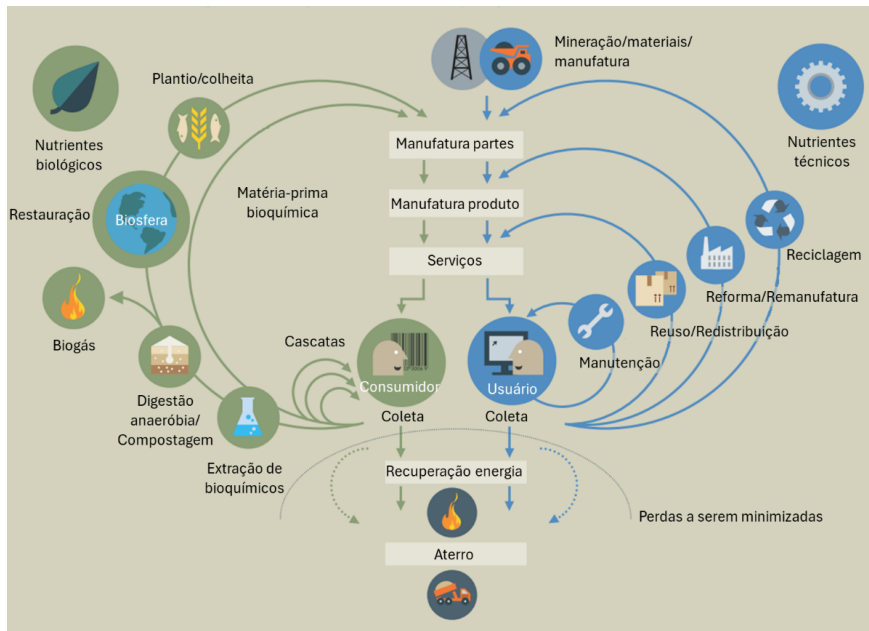 Plantio/colheita
Mineração/materiais/
manufatura
Nutrientes
biológicos
Nutrientes
técnicos
Manufatura partes
Matéria-prima
bioquímica
Manufatura produto
Restauração
Biosfera
Serviços
Reciclagem
Reforma/Remanufatura
Reuso/Redistribuição
Biogás
Cascatas
Manutenção
Consumidor
Usuário
Digestão
anaeróbia/
Compostagem
Coleta
Coleta
Extração de
bioquímicos
Recuperação energia
Perdas a serem minimizadas
Aterro